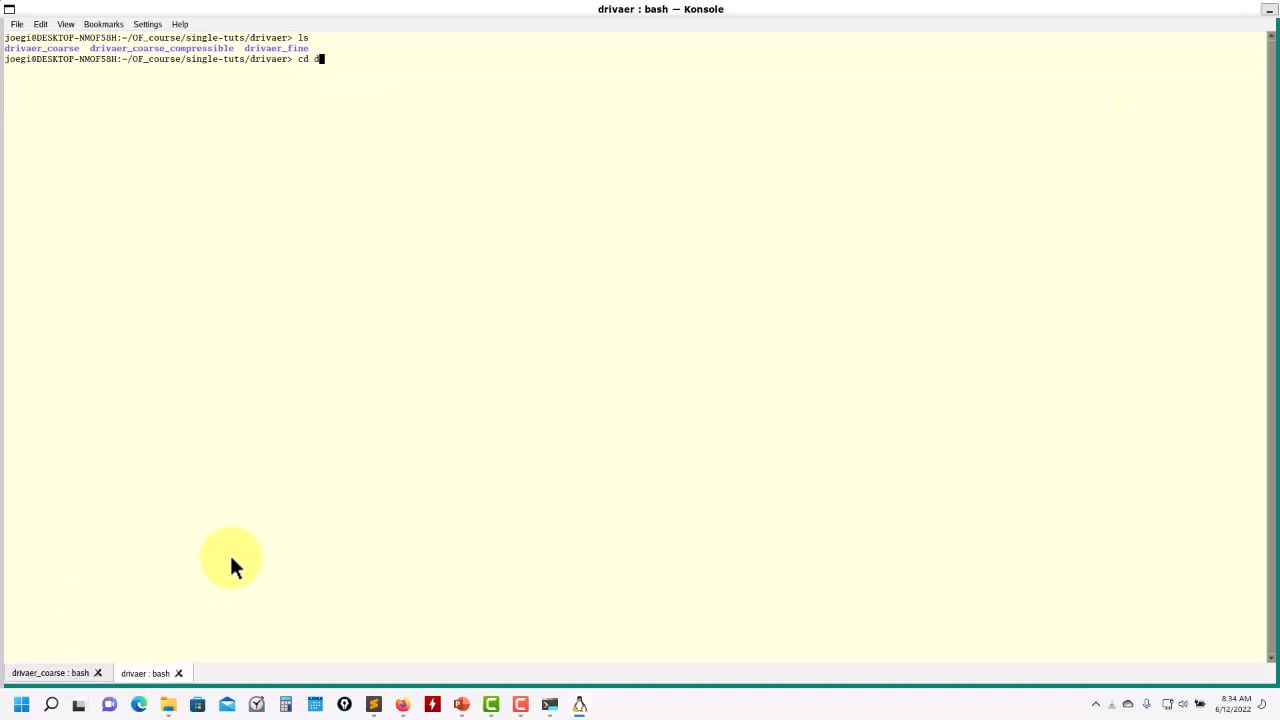 drivaer : bash — Konsole
File Edit View Bookmarks Settings Help
joegi@DESKTOP-NMOF58H:~/OF_course/single-tuts/drivaer> ls
drivaer_coarse drivaer_coarse_compressible drivaer_fine
joegi@DESKTOP-NMOF58H:~/OF_course/single-tuts/drivaer> cd d
drivaer_coarse : bash
drivaer : bash
8:34 AM
6/12/2022